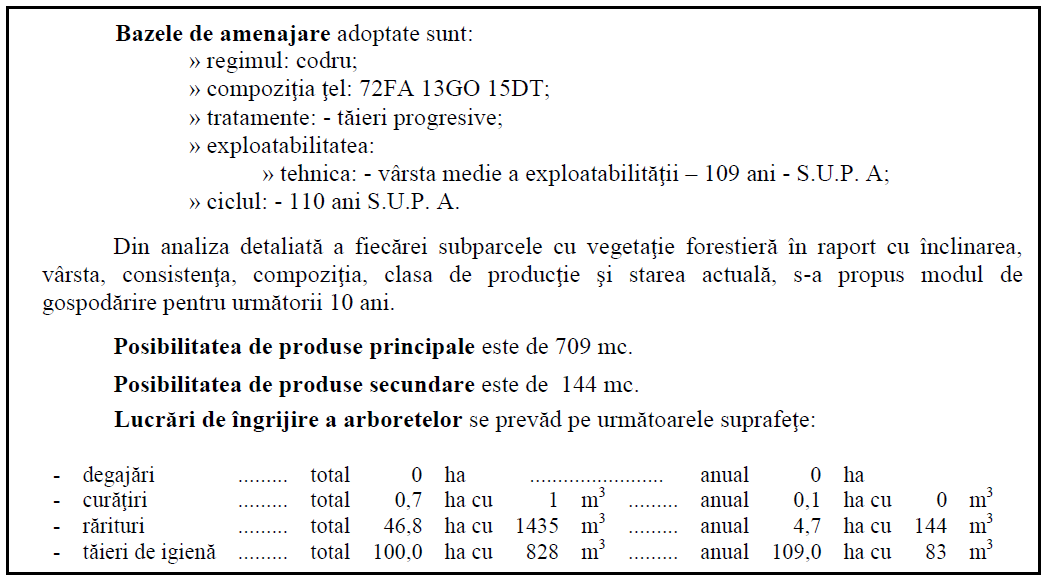 Bazele de amenajare adoptate sunt:
» regimul: codru;
» compoziţia ţel: 72FA 13GO 15DT;
» tratamente: - tăieri progresive;
» exploatabilitatea:
» tehnica: - vârsta medie a exploatabilităţii – 109 ani - S.U.P. A;
» ciclul: - 110 ani S.U.P. A.
Din analiza detaliată a fiecărei subparcele cu vegetaţie forestieră în raport cu înclinarea,
vârsta, consistenţa, compoziţia, clasa de producţie şi starea actuală, s-a propus modul de
gospodărire pentru următorii 10 ani.
Posibilitatea de produse principale este de 709 mc.
Posibilitatea de produse secundare este de 144 mc.
Lucrări de îngrijire a arboretelor se prevăd pe următoarele suprafeţe:
- degajări ......... total 0 ha ........................ anual 0 ha
- curăţiri ......... total 0,7 ha cu 1 m³ ......... anual 0,1 ha cu 0 m³
- rărituri ......... total 46,8 ha cu 1435 m³ ......... anual 4,7 ha cu 144 m³
- tăieri de igienă ......... total 100,0 ha cu 828 m³ ......... anual 109,0 ha cu 83 m³